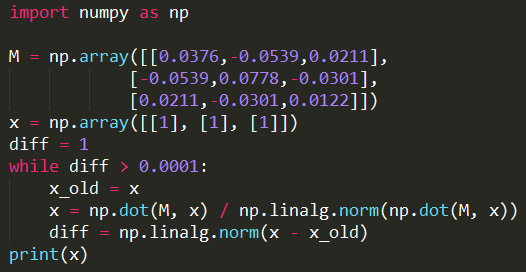 import numpy as np
M = np.array([[0.0376,-0.0539,0.0211],
[-0.0539,0.0778,-0.0301],
[0.0211,-0.0301,0.0122]])
x = np.array([[1], [1], [1]])
diff = 1
while diff > 0.0001:
    x_old = x
    x = np.dot(M, x) / np.linalg.norm(np.dot(M, x))
    diff = np.linalg.norm(x - x_old)
print(x)